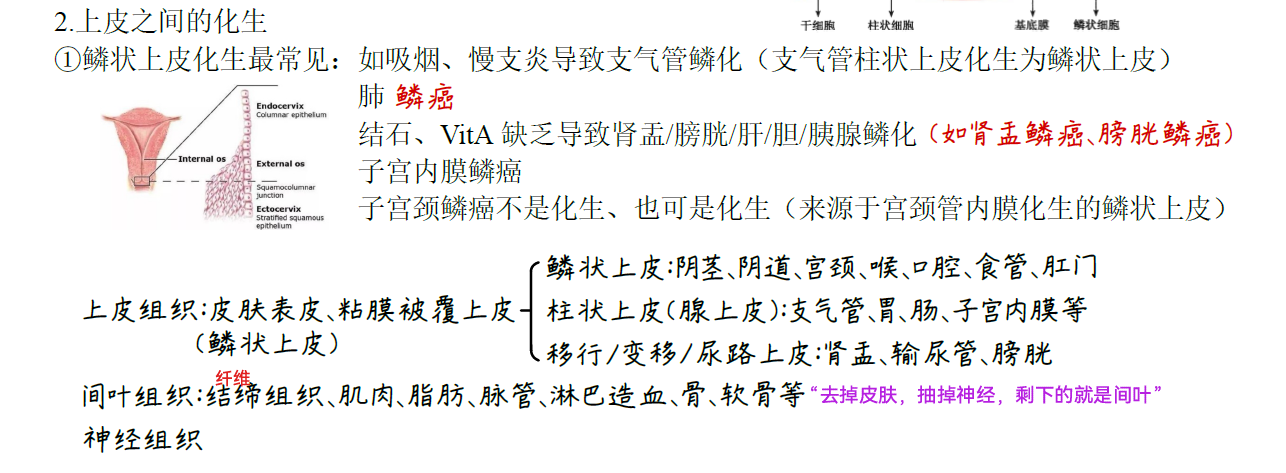 干细胞 柱状细胞 基底膜 鳞状细胞
2.上皮之间的化生
①鳞状上皮化生最常见：如吸烟、慢支炎导致支气管鳞化（支气管柱状上皮化生为鳞状上皮）
肺 鳞癌
结石、VitA 缺乏导致肾盂/膀胱/肝/胆/胰腺鳞化（如肾盂鳞癌、膀胱鳞癌）
子宫内膜鳞癌
子宫颈鳞癌不是化生、也可是化生（来源于宫颈管内膜化生的鳞状上皮）
Endocervix
Columnar epithelium
Internal os
External os
Squamocolumnar
junction
Ectocervix
Stratified squamous
epithelium
鳞状上皮:阴茎、阴道、宫颈、喉、口腔、食管、肛门
上皮组织:皮肤表皮、粘膜被覆上皮
柱状上皮(腺上皮):支气管、胃、肠、子宫内膜等
(鳞状上皮)
移行/变移/尿路上皮:肾盂、输尿管、膀胱
纤维
间叶组织:结缔组织、肌肉、脂肪、脉管、淋巴造血、骨、软骨等“去掉皮肤，抽掉神经，剩下的就是间叶”
神经组织